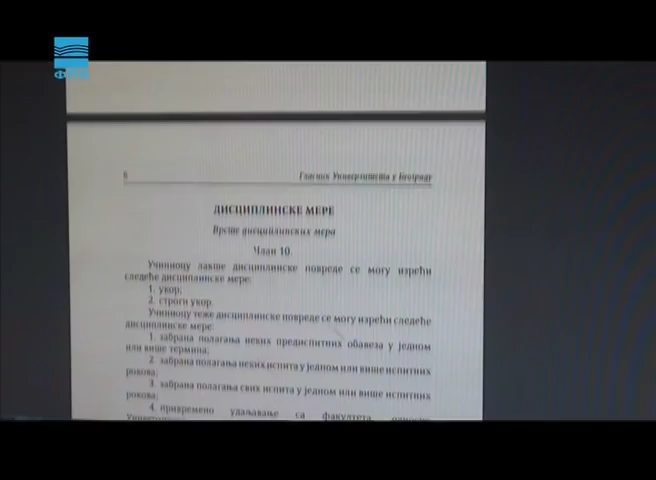 6 Гласник Универзитета у Београду
ДИСЦИПЛИНСКЕ МЕРЕ
Врсте дисциплинских мера
Члан 10.
Учиниоцу лакше дисциплинске повреде се могу изрећи
следеће дисциплинске мере:
1. укор;
2. строги укор.
Учиниоцу теже дисциплинске повреде се могу изрећи следеће
дисциплинске мере:
1. забрана полагања неких предиспитних обавеза у једном
или више термина;
2. забрана полагања неких испита у једном или више испитних
рокова;
3. забрана полагања свих испита у једном или више испитних
рокова;
4. привремено удаљавање са факултета, односно